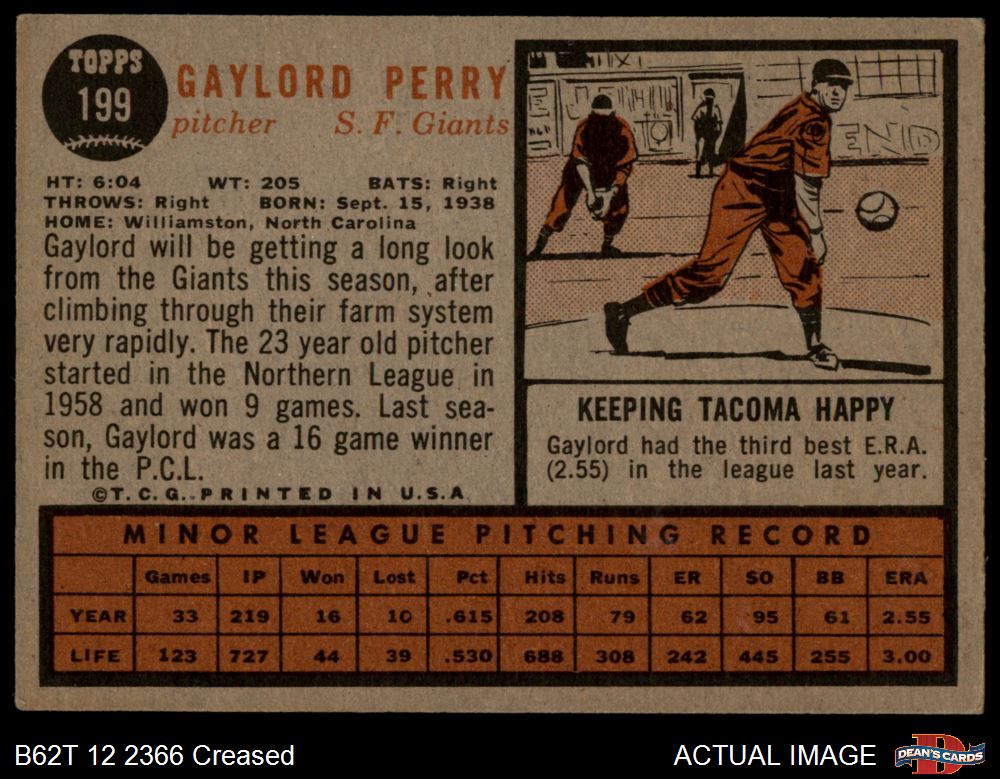 TOPPS
199
GAYLORD PERRY
pitcher S. F. Giants
HT: 6:04 WT: 205 BATS: Right
THROWS: Right BORN: Sept. 15, 1938
HOME: Williamston, North Carolina
Gaylord will be getting a long look
from the Giants this season, after
climbing through their farm system
very rapidly. The 23 year old pitcher
started in the Northern League in
1958 and won 9 games. Last sea-
son, Gaylord was a 16 game winner
in the P.C.L.
©T.C.G. PRINTED IN U.S.A.
END
KEEPING TACOMA HAPPY
Gaylord had the third best E.R.A.
(2.55) in the league last year.
MINOR LEAGUE PITCHING RECORD
Games IP Won Lost Pct Hits Runs ER SO BB ERA
YEAR 33 219 16 10 .615 208 79 62 95 61 2.55
LIFE 123 727 44 39 .530 688 308 242 445 255 3.00
B62T 12 2366 Creased
ACTUAL IMAGE
DEAN'S CARDS